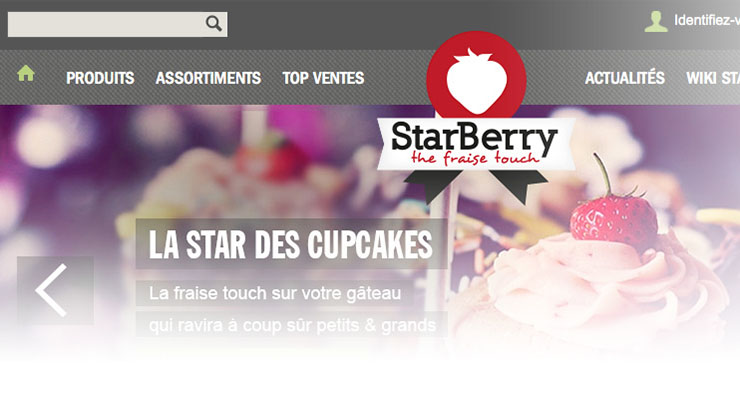 Identifiez-v
PRODUITS ASSORTIMENTS TOP VENTES ACTUALITÉS WIKI STA
StarBerry
the fraise touch
LA STAR DES CUPCAKES
La fraise touch sur votre gâteau
qui ravira à coup sûr petits & grands